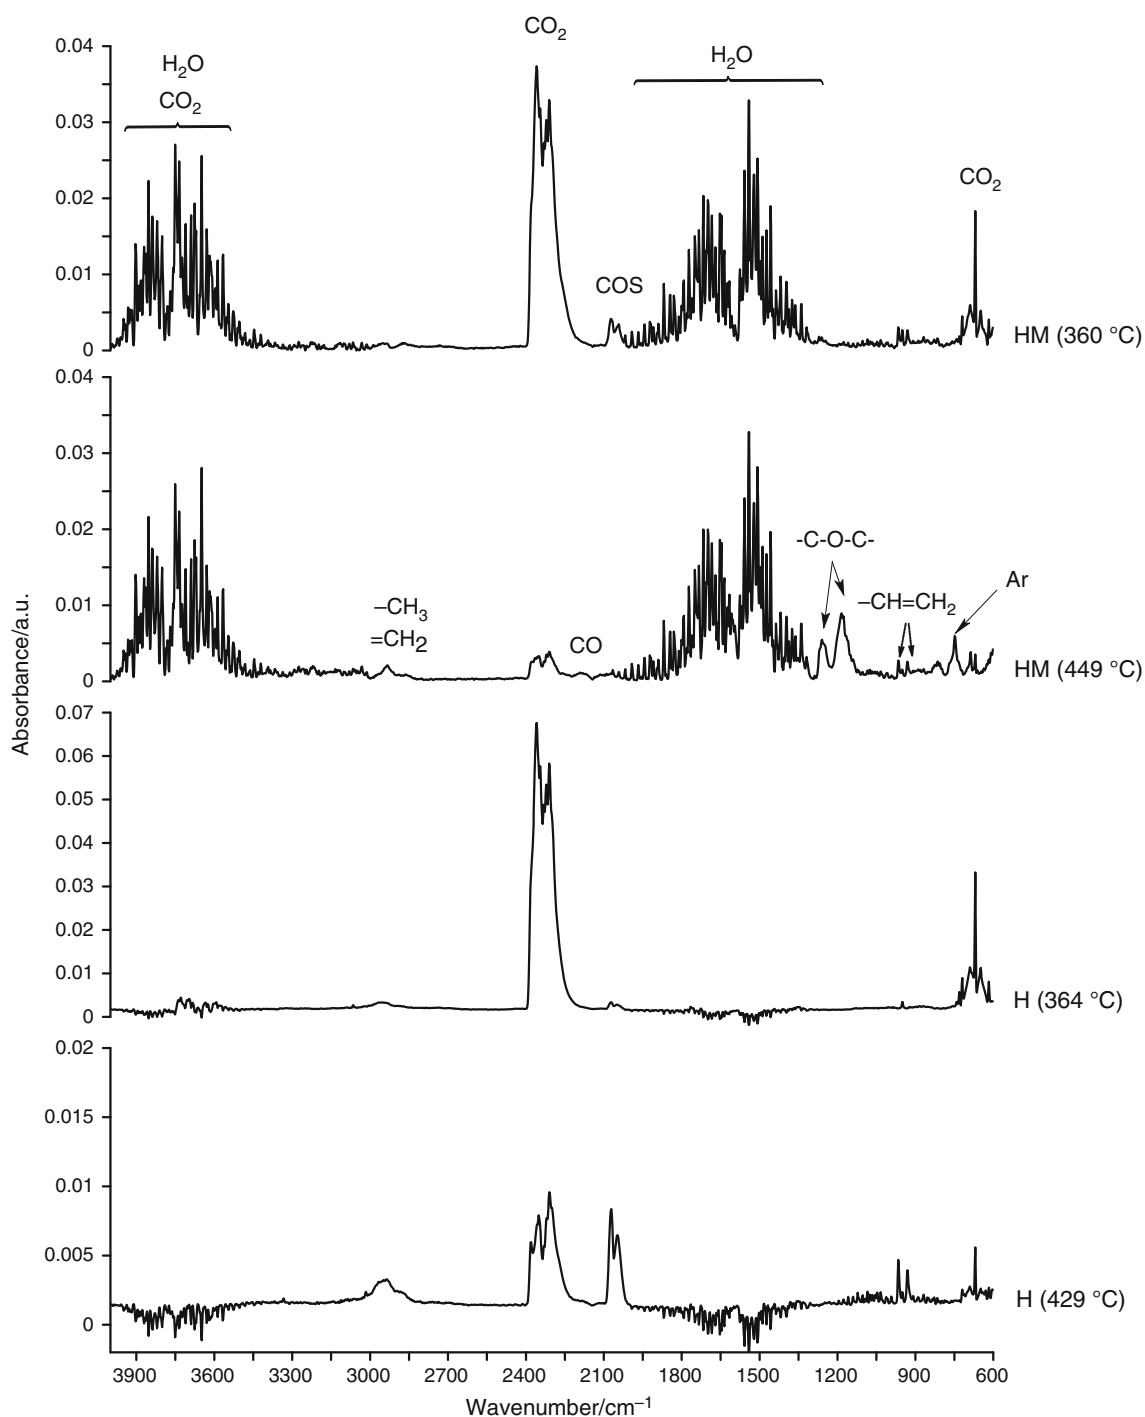 CO₂
0.04
H₂O
H₂O
CO₂
0.03
CO₂
0.02
0.01
COS
0
HM (360 °C)
0.04
0.03
0.02
-C-O-C-
Ar
0.01
–CH₃
–CH=CH₂
=CH₂
CO
0
HM (449 °C)
Absorbance/a.u.
0.07
0.06
0.05
0.04
0.03
0.02
0.01
0
H (364 °C)
0.02
0.015
0.01
0.005
0
H (429 °C)
3900 3600 3300 3000 2700 2400 2100 1800 1500 1200 900 600
Wavenumber/cm⁻¹